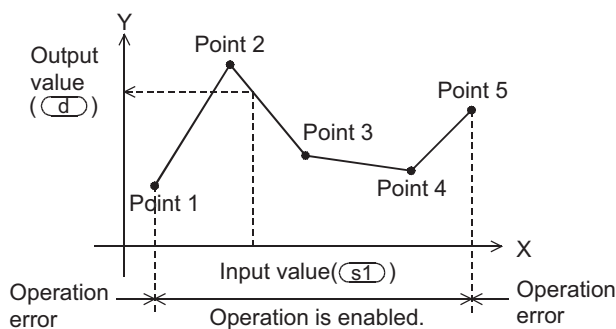 Y
Output
value
(d)
Point 2
Point 5
Point 3
Point 4
Point 1
X
Input value(s1)
Operation
error
Operation is enabled.
Operation
error